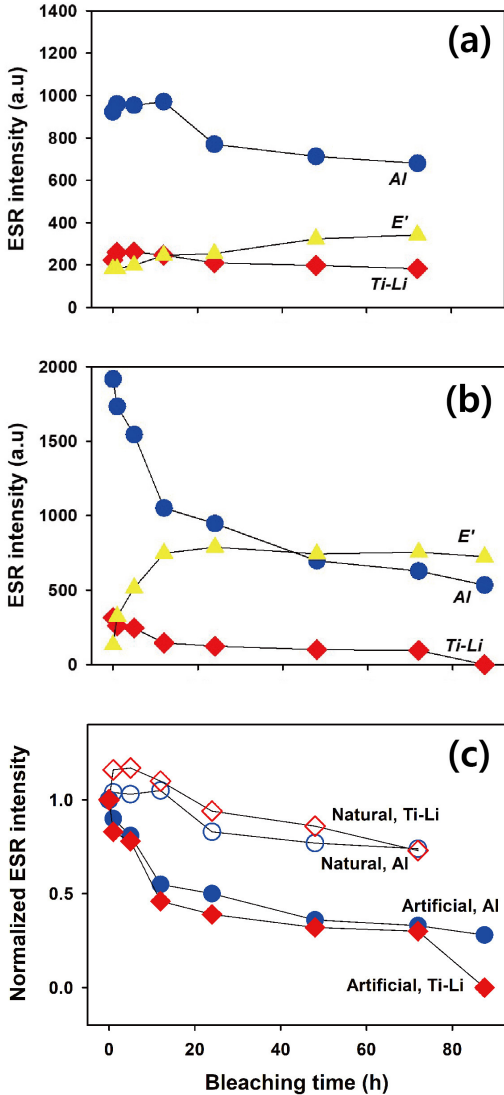 (a)
1400
1200
1000
800
600
400
200
0
ESR intensity (a.u)
Al
E'
Ti-Li
(b)
2000
1500
1000
500
0
ESR intensity (a.u)
E'
Al
Ti-Li
(c)
1.0
0.5
0.0
Normalized ESR intensity
Natural, Ti-Li
Natural, Al
Artificial, Al
Artificial, Ti-Li
0 20 40 60 80
Bleaching time (h)